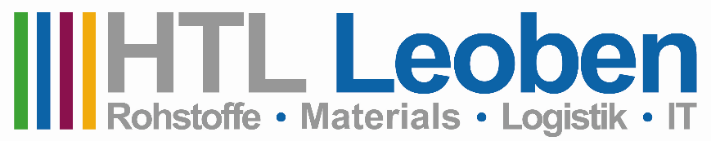 HTL Leoben
Rohstoffe • Materials • Logistik • IT